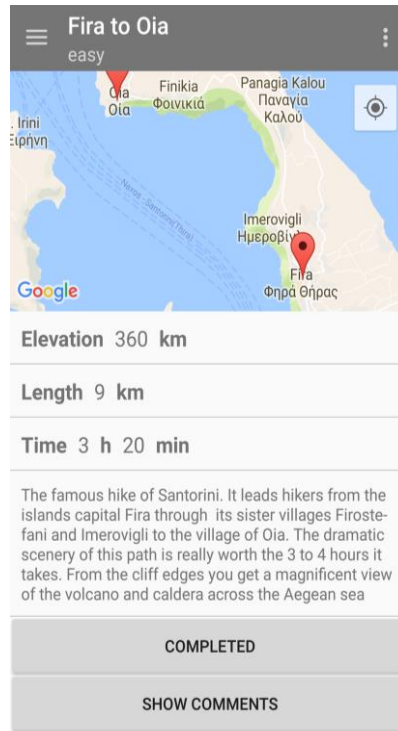 Fira to Oia
easy
Finikia
Φοινικιά
Panagia Kalou
Παναγία
Καλού
Oia
Οία
Irini
Ειρήνη
Naxos - Santorini (Thira)
Imerovigli
Fira
Φηρά Θήρας
Google
Elevation 360 km
Length 9 km
Time 3 h 20 min
The famous hike of Santorini. It leads hikers from the
islands capital Fira through its sister villages Firoste-
fani and Imerovigli to the village of Oia. The dramatic
scenery of this path is really worth the 3 to 4 hours it
takes. From the cliff edges you get a magnificent view
of the volcano and caldera across the Aegean sea
COMPLETED
SHOW COMMENTS